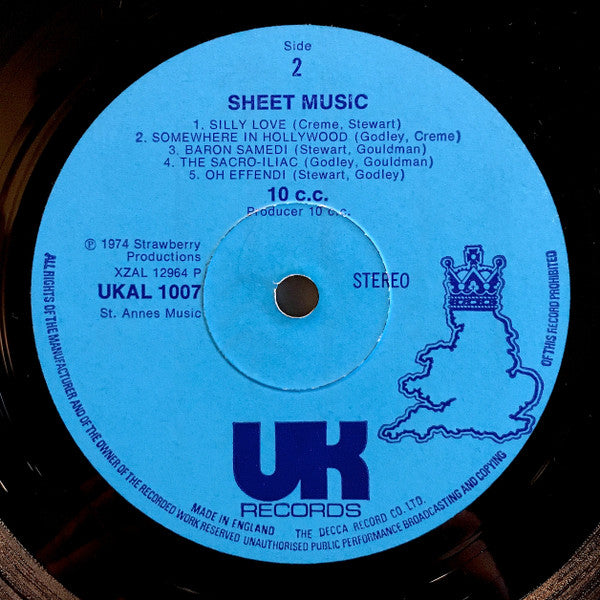 Side
2
SHEET MUSIC
1. SILLY LOVE (Creme, Stewart)
2. SOMEWHERE IN HOLLYWOOD (Godley, Creme)
3. BARON SAMEDI (Stewart, Gouldman)
4. THE SACRO-ILIAC (Godley, Gouldman)
5. OH EFFENDI (Stewart, Godley)
10 c.c.
Producer 10 c.c.
℗ 1974 Strawberry
Productions
XZAL 12964 P
UKAL 1007
St. Annes Music
STEREO
UK
RECORDS
MADE IN ENGLAND THE DECCA RECORD CO. LTD.
ALL RIGHTS OF THE MANUFACTURER AND OF THE OWNER OF THE RECORDED WORK RESERVED UNAUTHORISED PUBLIC PERFORMANCE BROADCASTING AND COPYING OF THIS RECORD PROHIBITED